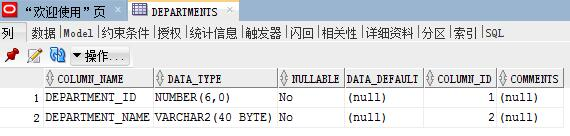 “欢迎使用”页 DEPARTMENTS
列 数据 Model 约束条件 授权 统计信息 触发器 闪回 相关性 详细资料 分区 索引 SQL
操作...
COLUMN_NAME DATA_TYPE NULLABLE DATA_DEFAULT COLUMN_ID COMMENTS
1 DEPARTMENT_ID NUMBER(6,0) No (null) 1 (null)
2 DEPARTMENT_NAME VARCHAR2(40 BYTE) No (null) 2 (null)